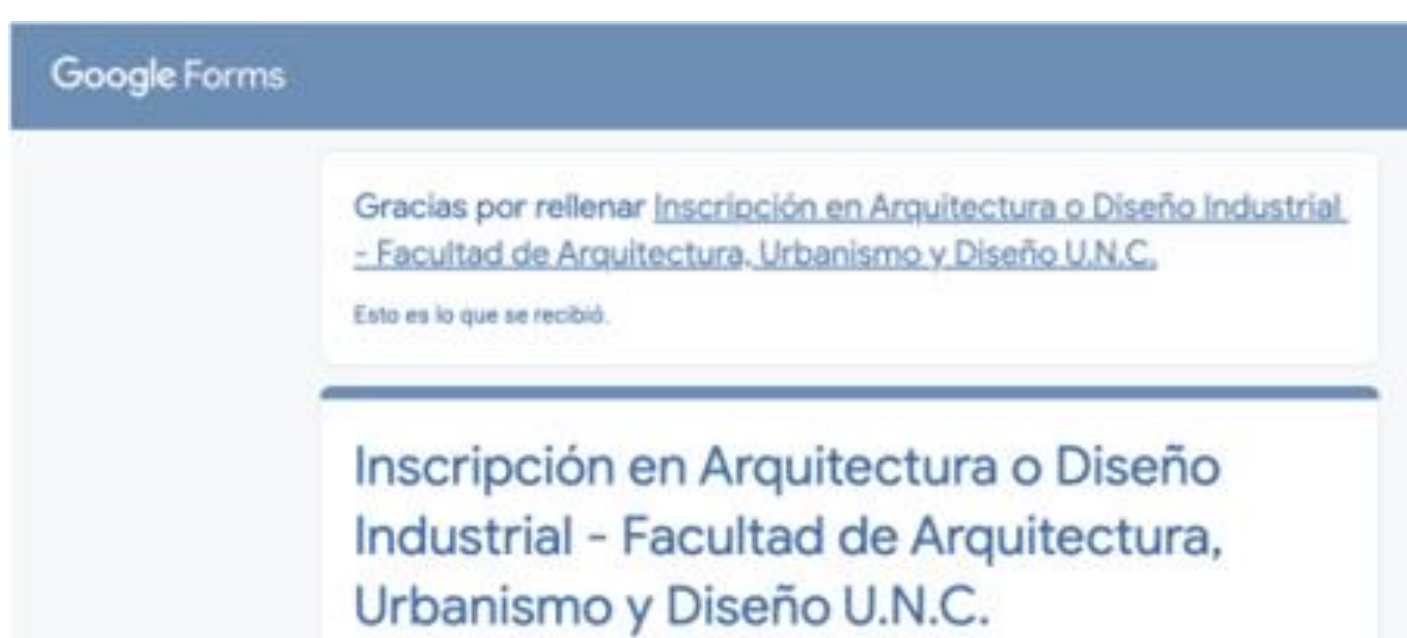 Google Forms
Gracias por rellenar Inscripción en Arquitectura o Diseño Industrial
- Facultad de Arquitectura, Urbanismo y Diseño U.N.C.
Esto es lo que se recibió.
Inscripción en Arquitectura o Diseño
Industrial - Facultad de Arquitectura,
Urbanismo y Diseño U.N.C.